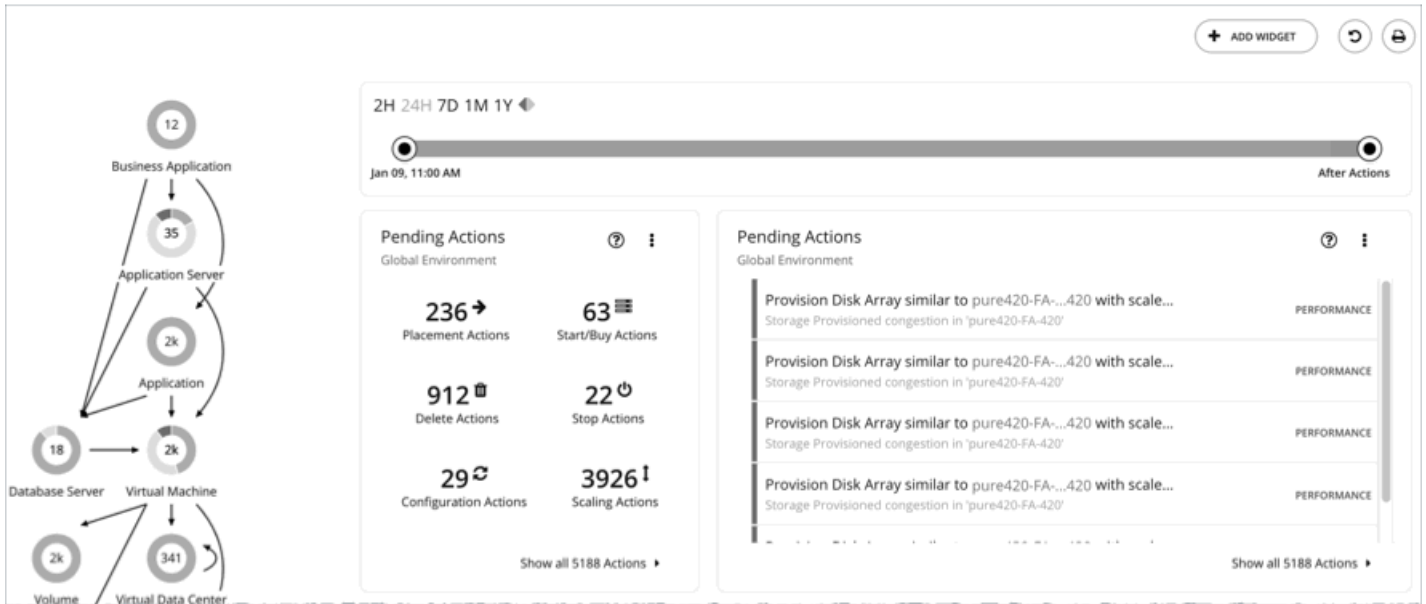 ADD WIDGET
2H 24H 7D 1M 1Y
Jan 09, 11:00 AM
After Actions
12
Business Application
35
Application Server
2k
Application
18
Database Server
2k
Virtual Machine
2k
Volume
341
Virtual Data Center
Pending Actions
Global Environment
236
Placement Actions
63
Start/Buy Actions
912
Delete Actions
22
Stop Actions
29
Configuration Actions
3926
Scaling Actions
Show all 5188 Actions
Pending Actions
Global Environment
Provision Disk Array similar to pure420-FA-...420 with scale...
Storage Provisioned congestion in 'pure420-FA-420'
PERFORMANCE
Provision Disk Array similar to pure420-FA-...420 with scale...
Storage Provisioned congestion in 'pure420-FA-420'
PERFORMANCE
Provision Disk Array similar to pure420-FA-...420 with scale...
Storage Provisioned congestion in 'pure420-FA-420'
PERFORMANCE
Provision Disk Array similar to pure420-FA-...420 with scale...
Storage Provisioned congestion in 'pure420-FA-420'
PERFORMANCE
Show all 5188 Actions